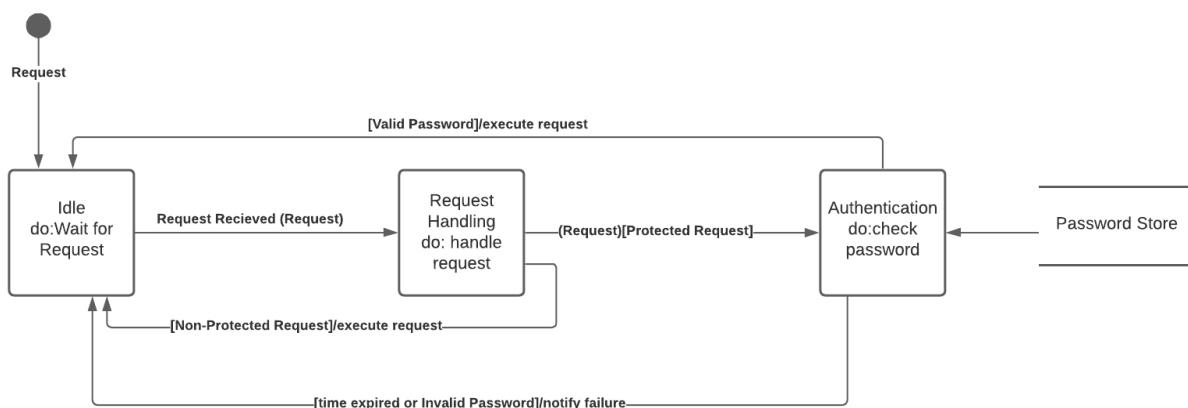 Request
[Valid Password]/execute request
Idle
do:Wait for
Request
Request Recieved (Request)
Request
Handling
do: handle
request
(Request)[Protected Request]
Authentication
do:check
password
Password Store
[Non-Protected Request]/execute request
[time expired or Invalid Password]/notify failure